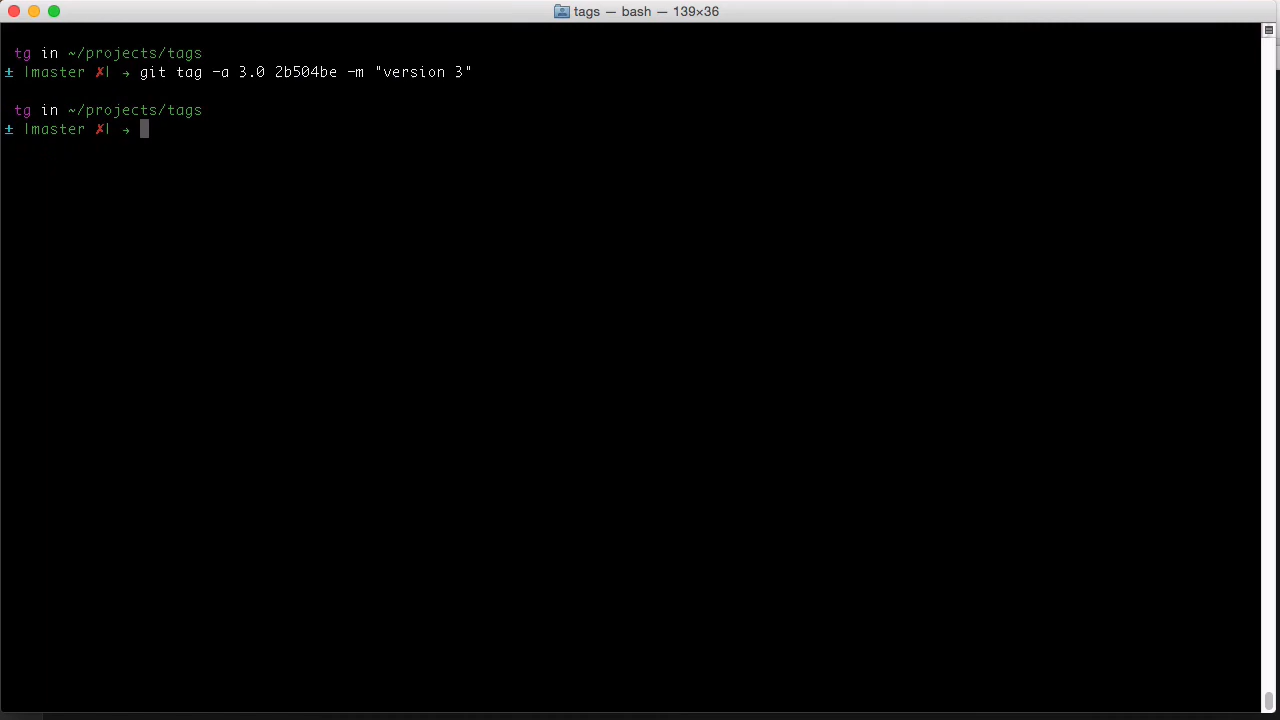 tags — bash — 139×36
tg in ~/projects/tags
± |master ✗| → git tag -a 3.0 2b504be -m "version 3"
tg in ~/projects/tags
± |master ✗| →